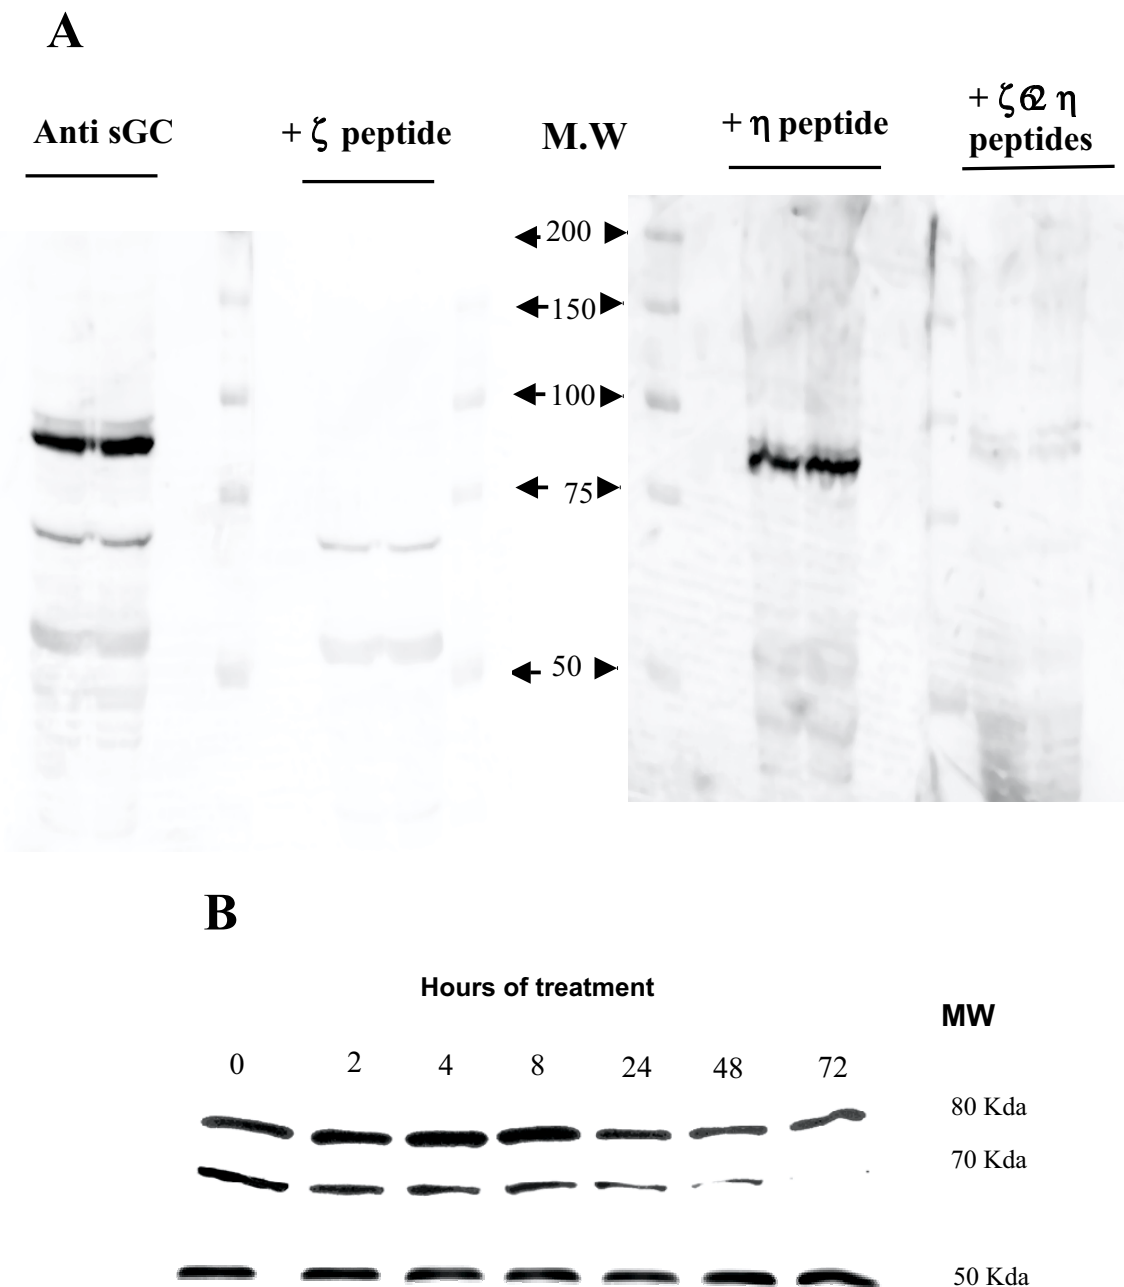 A
Anti sGC
+ ζ peptide
M.W
+ η peptide
+ ζ η
peptides
200
150
100
75
50
B
Hours of treatment
MW
0 2 4 8 24 48 72
80 Kda
70 Kda
50 Kda